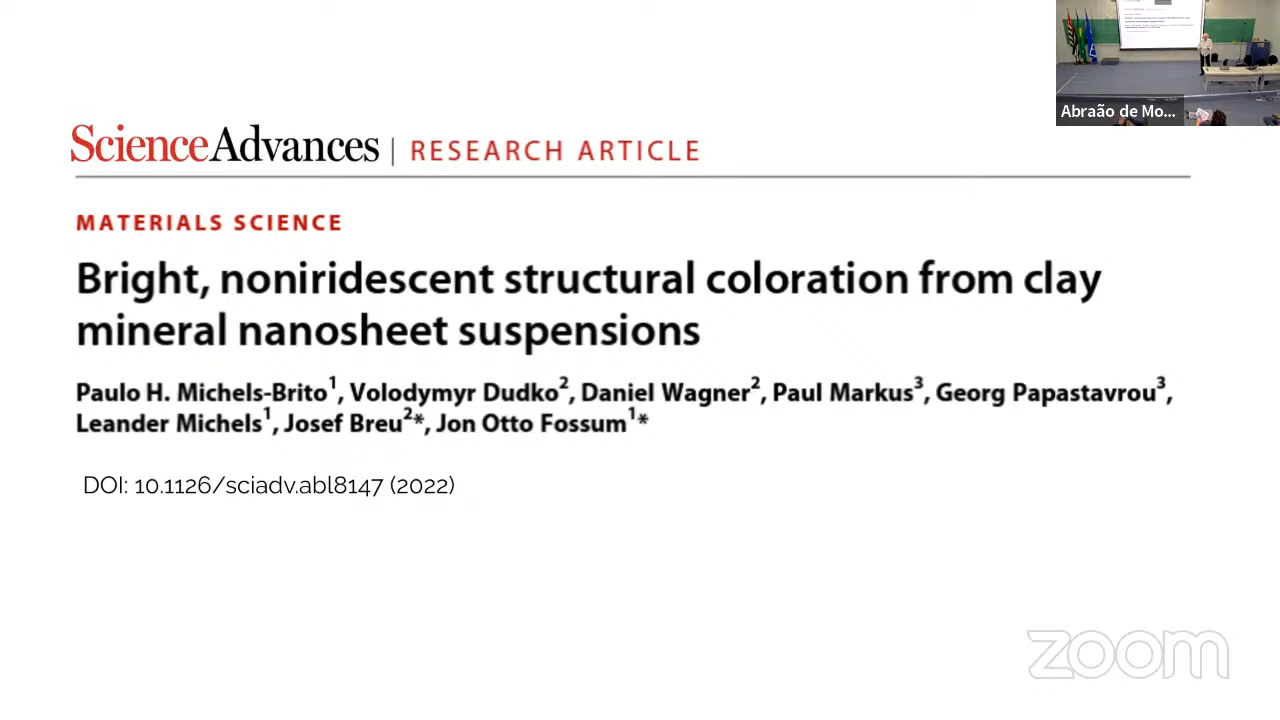 Abraão de Mo...
ScienceAdvances | RESEARCH ARTICLE
MATERIALS SCIENCE
Bright, noniridescent structural coloration from clay
mineral nanosheet suspensions
Paulo H. Michels-Brito1, Volodymyr Dudko2, Daniel Wagner2, Paul Markus3, Georg Papastavrou3,
Leander Michels1, Josef Breu2*, Jon Otto Fossum1*
DOI: 10.1126/sciadv.abl8147 (2022)
zoom